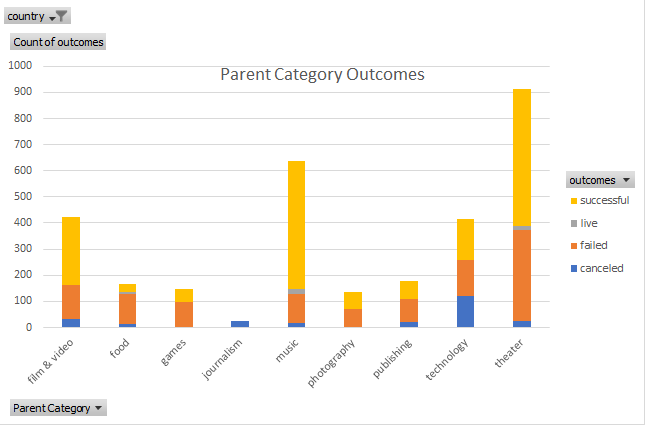 country
Count of outcomes
Parent Category Outcomes
1000
900
800
700
600
500
400
300
200
100
0
film & video
food
games
journalism
music
photography
publishing
technology
theater
outcomes
successful
live
failed
canceled
Parent Category